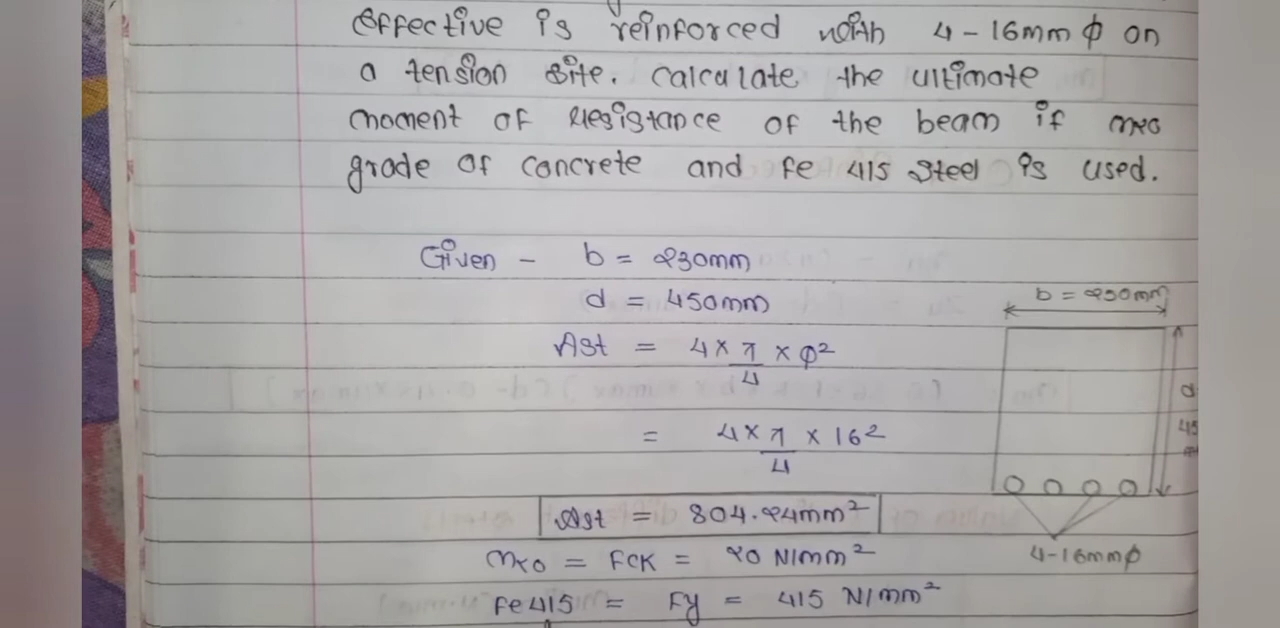 effective is reinforced with 4-16mm ϕ on
a tension site. calculate the ultimate
moment of resistance of the beam if M20
grade of concrete and fe 415 steel is used.
Given - b = 230mm
d = 450mm
b = 230mm
Ast = 4 × π/4 × ϕ²
= 4 × π/4 × 16²
d
45
Ast = 804.24mm²
4-16mmϕ
M20 = FCK = 20 N/mm²
Fe415 = Fy = 415 N/mm²